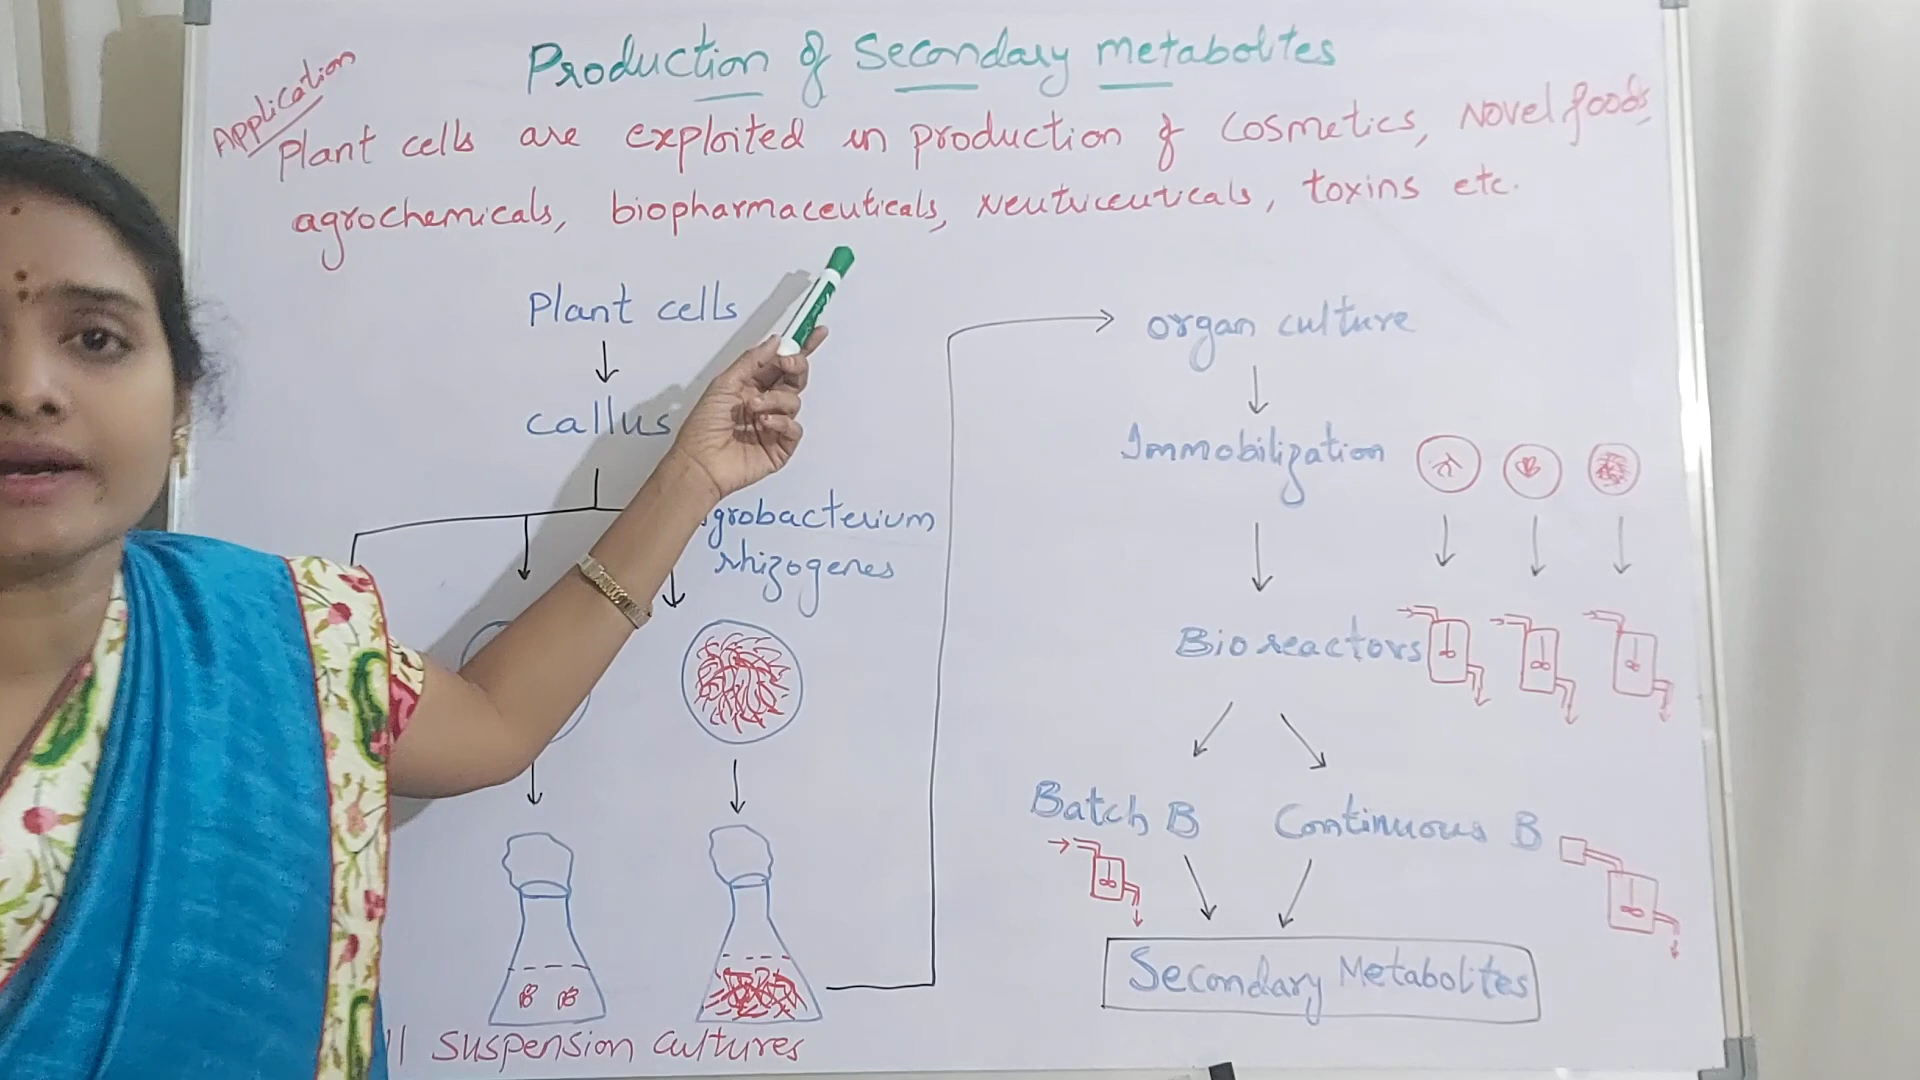 Production of Secondary metabolites
Application
Plant cells are exploited in production of Cosmetics, Novel foods,
agrochemicals, biopharmaceuticals, Neutuceuticals, toxins etc.
Plant cells
callus
grobacterium
rhizogenes
Suspension cultures
organ culture
Immobilization
Bioreactors
Batch B
Continuous B
Secondary Metabolites